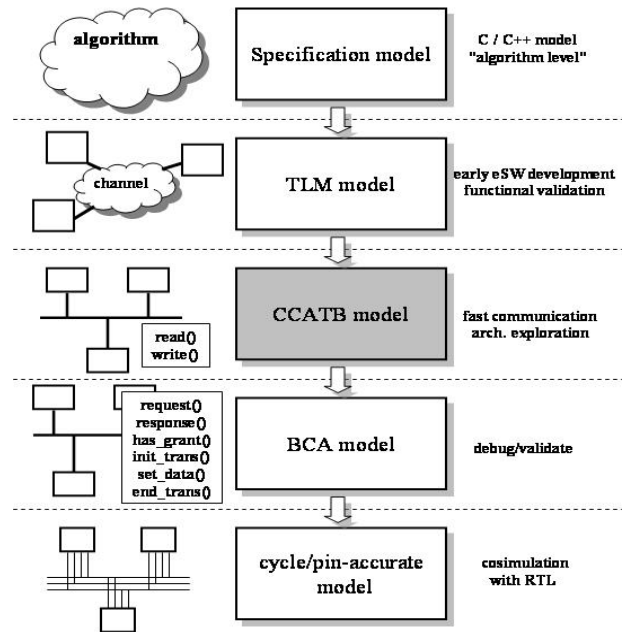 algorithm
Specification model
C / C++ model
"algorithm level"
channel
TLM model
early eSW development
functional validation
read()
write()
CCATB model
fast communication
arch. exploration
request()
response()
has_grant()
init_trans()
set_data()
end_trans()
BCA model
debug/validate
cycle/pin-accurate
model
cosimulation
with RTL